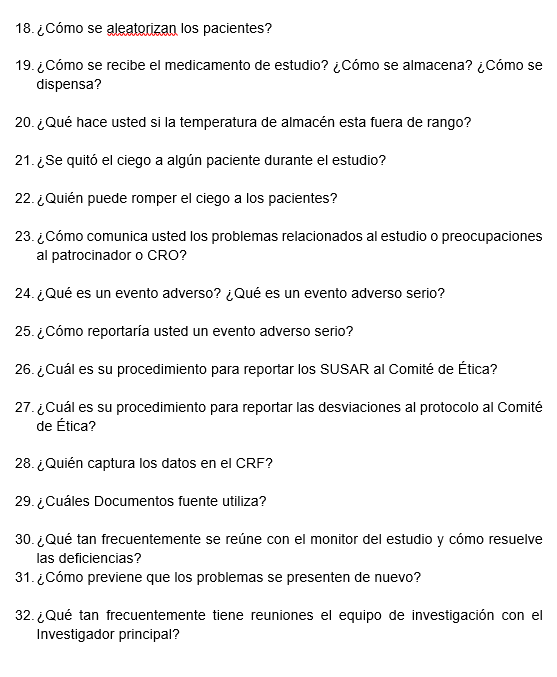 18. ¿Cómo se aleatorizan los pacientes?
19. ¿Cómo se recibe el medicamento de estudio? ¿Cómo se almacena? ¿Cómo se
dispensa?
20. ¿Qué hace usted si la temperatura de almacén esta fuera de rango?
21. ¿Se quitó el ciego a algún paciente durante el estudio?
22. ¿Quién puede romper el ciego a los pacientes?
23. ¿Cómo comunica usted los problemas relacionados al estudio o preocupaciones
al patrocinador o CRO?
24. ¿Qué es un evento adverso? ¿Qué es un evento adverso serio?
25. ¿Cómo reportaría usted un evento adverso serio?
26. ¿Cuál es su procedimiento para reportar los SUSAR al Comité de Ética?
27. ¿Cuál es su procedimiento para reportar las desviaciones al protocolo al Comité
de Ética?
28. ¿Quién captura los datos en el CRF?
29. ¿Cuáles Documentos fuente utiliza?
30. ¿Qué tan frecuentemente se reúne con el monitor del estudio y cómo resuelve
las deficiencias?
31. ¿Cómo previene que los problemas se presenten de nuevo?
32. ¿Qué tan frecuentemente tiene reuniones el equipo de investigación con el
Investigador principal?